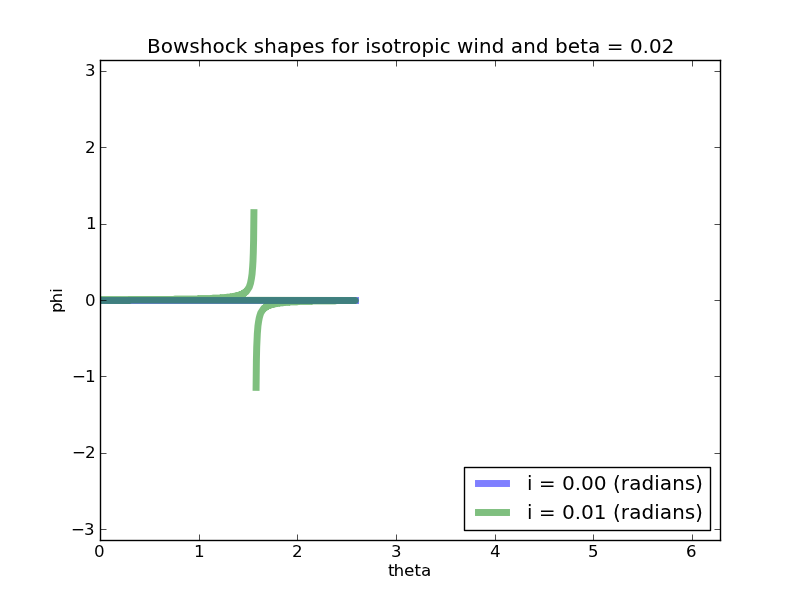 Bowshock shapes for isotropic wind and beta = 0.02
3
2
1
0
−1
−2
−3
phi
0 1 2 3 4 5 6
theta
i = 0.00 (radians)
i = 0.01 (radians)